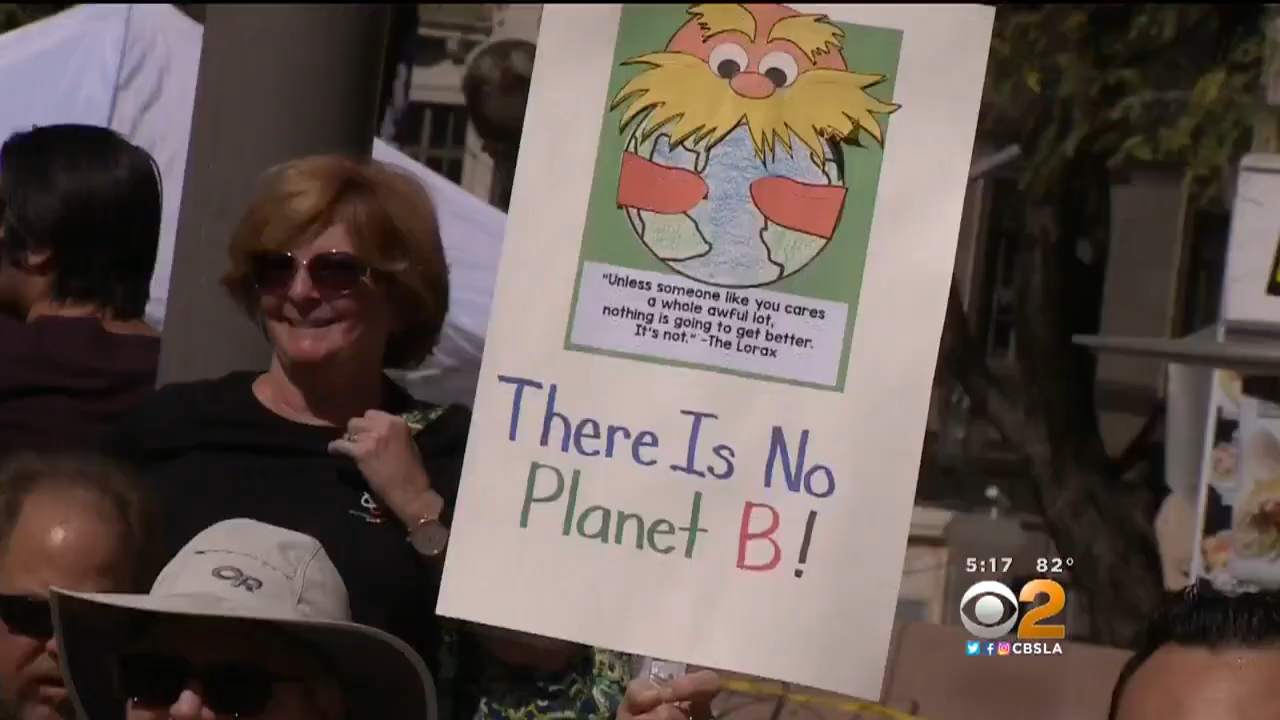 "Unless someone like you cares
a whole awful lot,
nothing is going to get better.
It's not." -The Lorax
There Is No
Planet B!
OR
5:17 82°
2
CBSLA